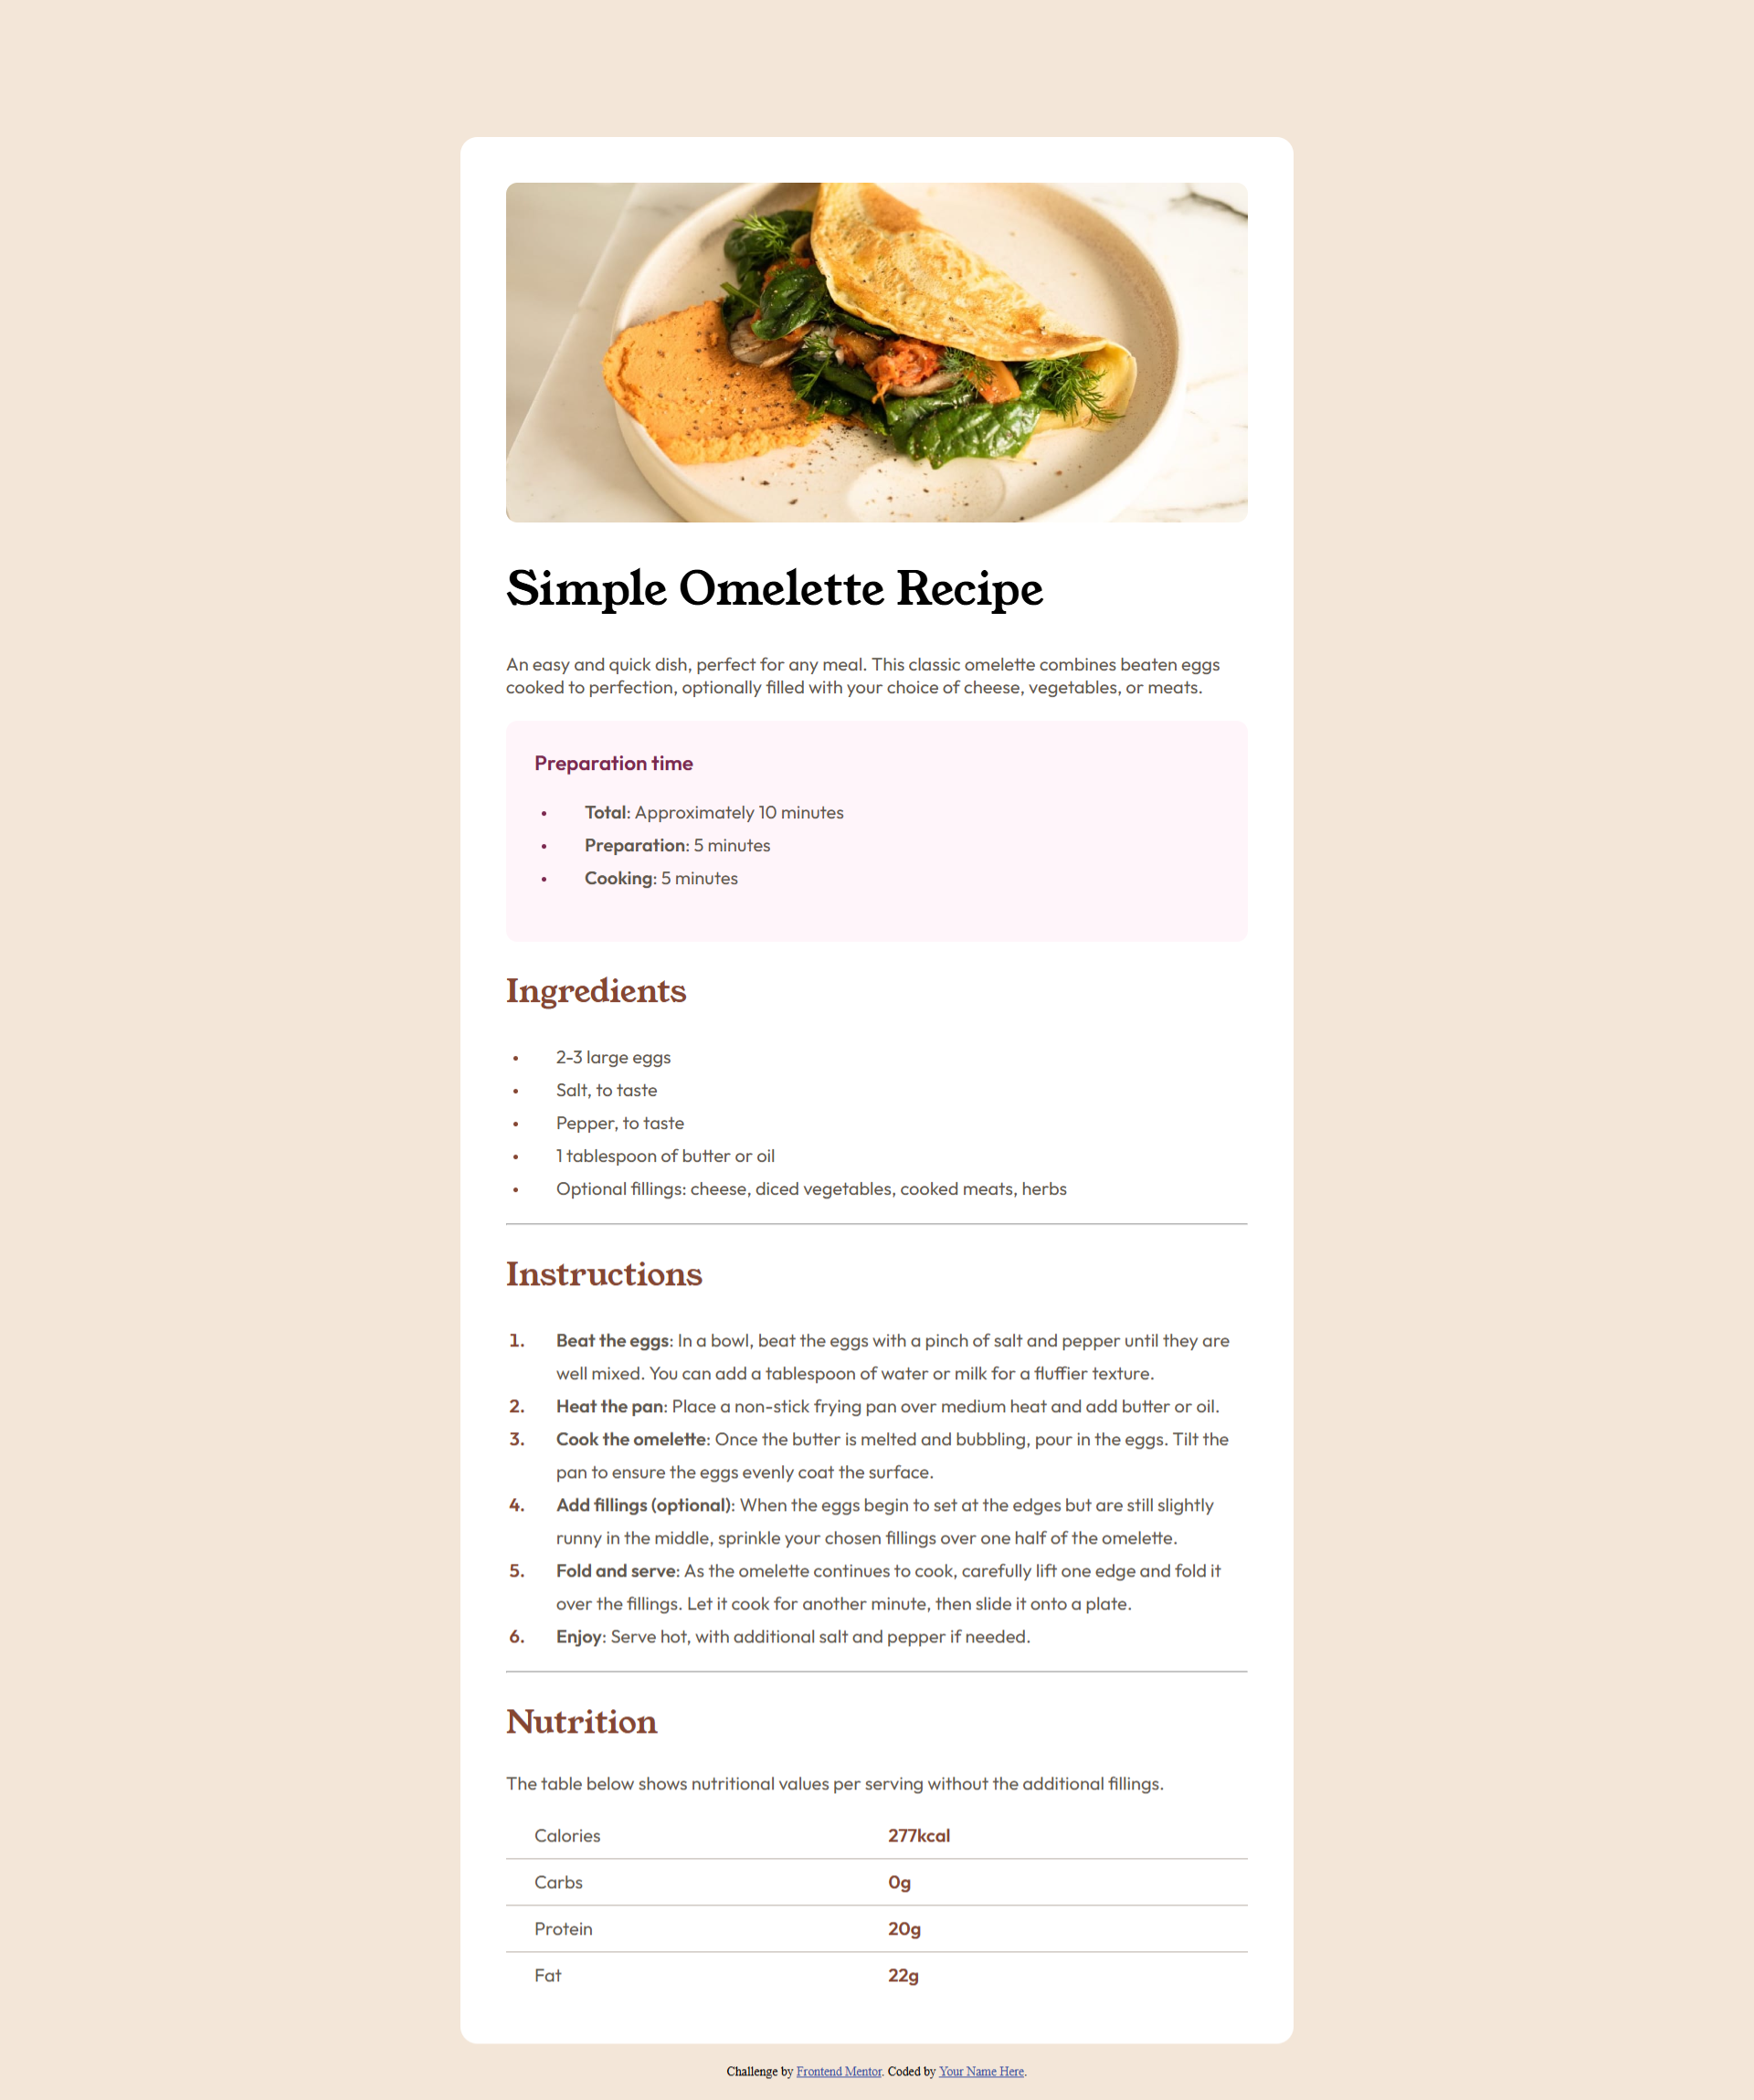 Simple Omelette Recipe
An easy and quick dish, perfect for any meal. This classic omelette combines beaten eggs
cooked to perfection, optionally filled with your choice of cheese, vegetables, or meats.
Preparation time
• Total: Approximately 10 minutes
• Preparation: 5 minutes
• Cooking: 5 minutes
Ingredients
• 2-3 large eggs
• Salt, to taste
• Pepper, to taste
• 1 tablespoon of butter or oil
• Optional fillings: cheese, diced vegetables, cooked meats, herbs
Instructions
1. Beat the eggs: In a bowl, beat the eggs with a pinch of salt and pepper until they are
well mixed. You can add a tablespoon of water or milk for a fluffier texture.
2. Heat the pan: Place a non-stick frying pan over medium heat and add butter or oil.
3. Cook the omelette: Once the butter is melted and bubbling, pour in the eggs. Tilt the
pan to ensure the eggs evenly coat the surface.
4. Add fillings (optional): When the eggs begin to set at the edges but are still slightly
runny in the middle, sprinkle your chosen fillings over one half of the omelette.
5. Fold and serve: As the omelette continues to cook, carefully lift one edge and fold it
over the fillings. Let it cook for another minute, then slide it onto a plate.
6. Enjoy: Serve hot, with additional salt and pepper if needed.
Nutrition
The table below shows nutritional values per serving without the additional fillings.
Calories 277kcal
Carbs 0g
Protein 20g
Fat 22g
Challenge by Frontend Mentor. Coded by Your Name Here.